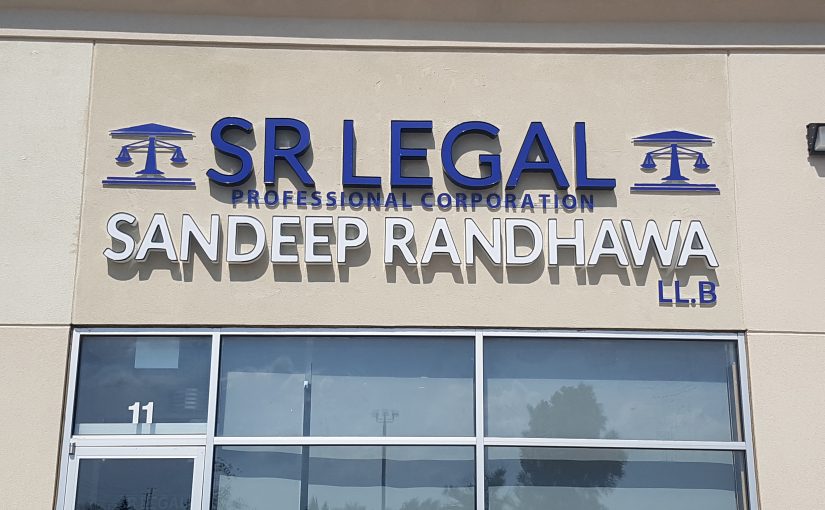 SR LEGAL
PROFESSIONAL CORPORATION
SANDEEP RANDHAWA
LL.B
11